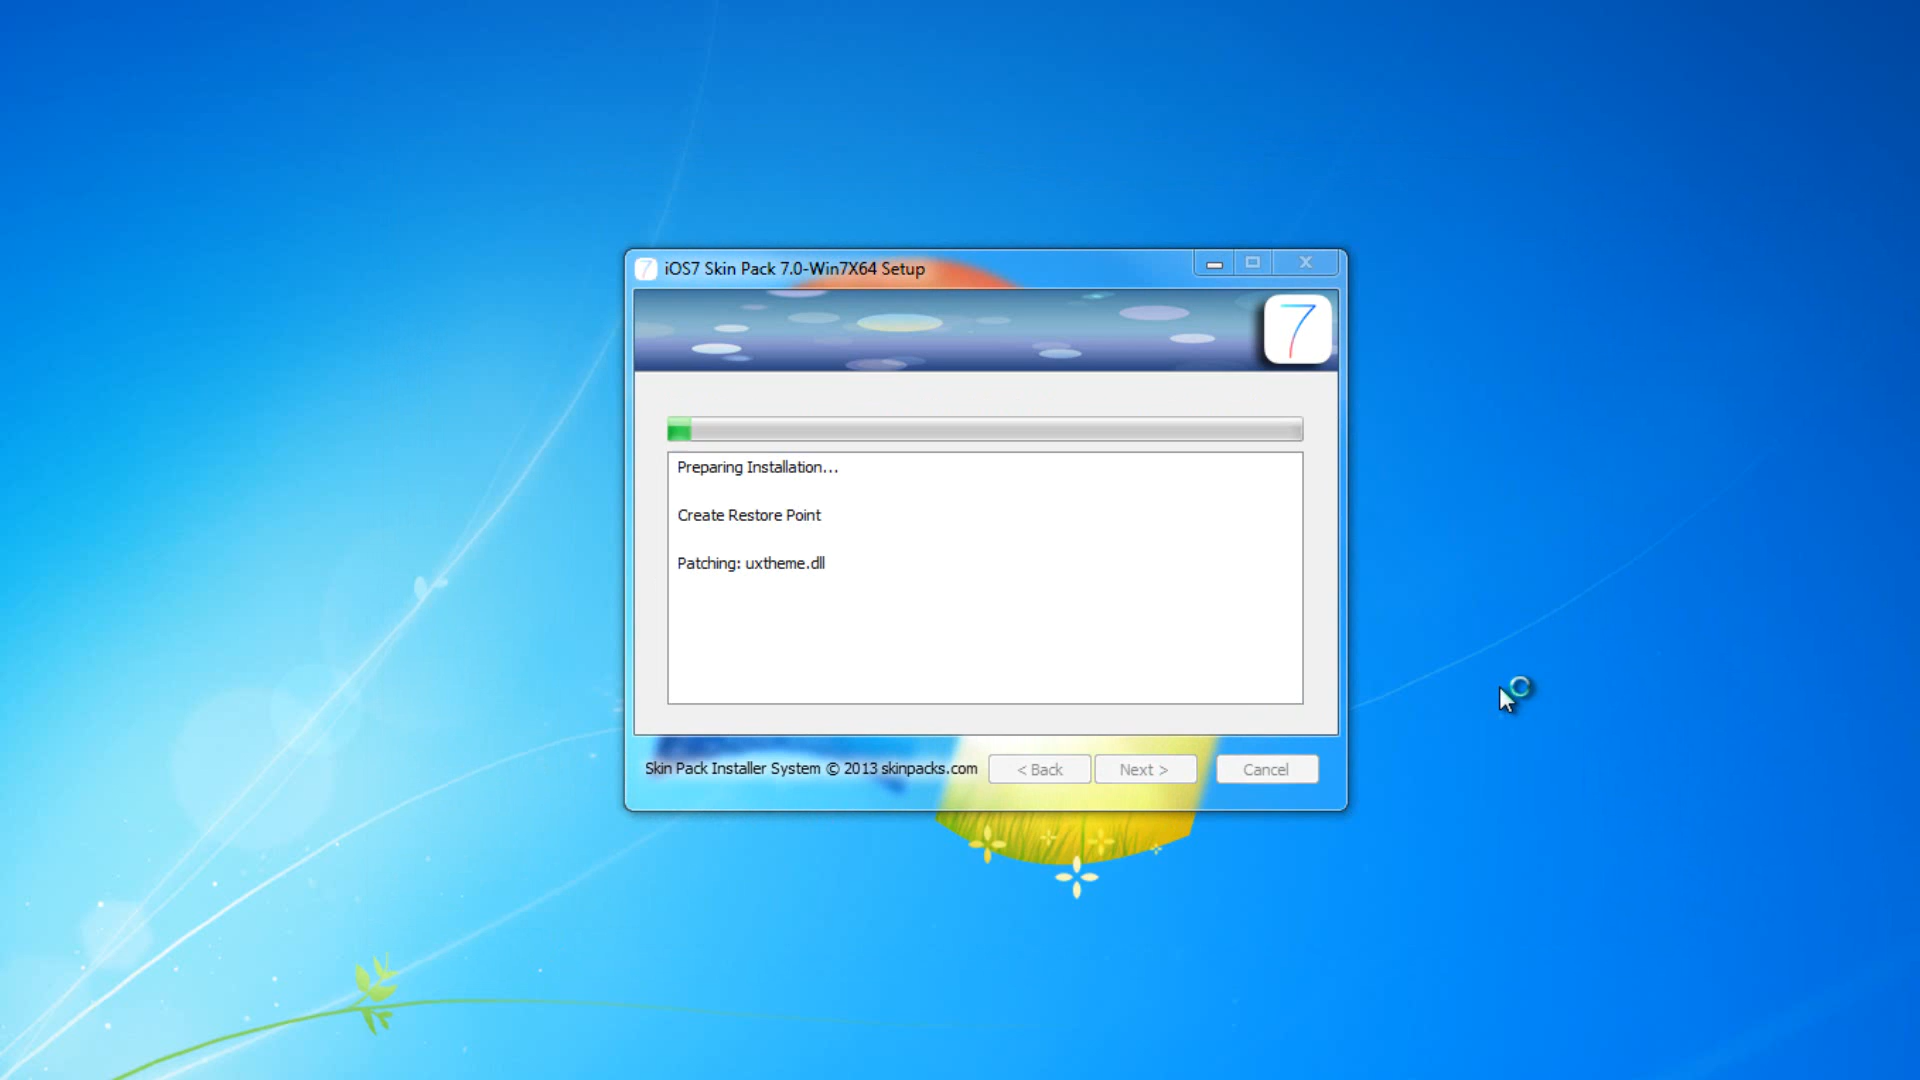 iOS7 Skin Pack 7.0-Win7X64 Setup
7
Preparing Installation...
Create Restore Point
Patching: uxtheme.dll
Skin Pack Installer System © 2013 skinpacks.com
< Back
Next >
Cancel